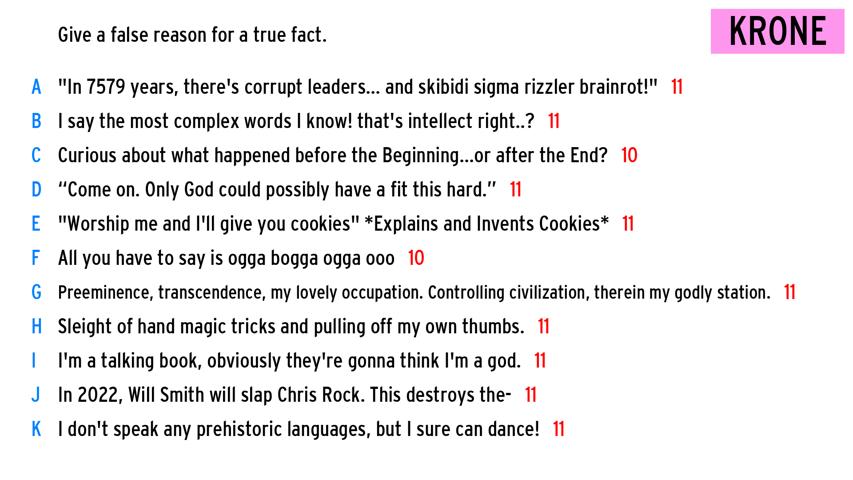 Give a false reason for a true fact.
KRONE
A "In 7579 years, there's corrupt leaders... and skibidi sigma rizzler brainrot!" 11
B I say the most complex words I know! that's intellect right..? 11
C Curious about what happened before the Beginning...or after the End? 10
D “Come on. Only God could possibly have a fit this hard.” 11
E "Worship me and I'll give you cookies" *Explains and Invents Cookies* 11
F All you have to say is ogga bogga ogga ooo 10
G Preeminence, transcendence, my lovely occupation. Controlling civilization, therein my godly station. 11
H Sleight of hand magic tricks and pulling off my own thumbs. 11
I I'm a talking book, obviously they're gonna think I'm a god. 11
J In 2022, Will Smith will slap Chris Rock. This destroys the- 11
K I don't speak any prehistoric languages, but I sure can dance! 11